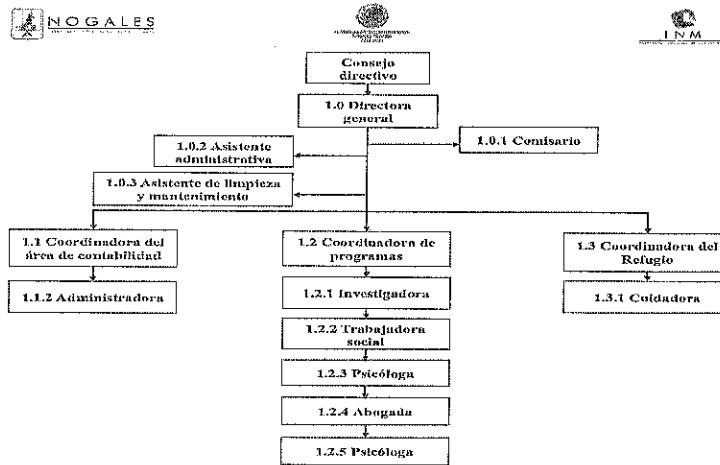 NOGALES
INM
Consejo
directivo
1.0 Directora
general
1.0.2 Asistente
administrativa
1.0.1 Comisario
1.0.3 Asistente de limpieza
y mantenimiento
1.1 Coordinadora del
área de contabilidad
1.2 Coordinadora de
programas
1.3 Coordinadora del
Refugio
1.1.2 Administradora
1.2.1 Investigadora
1.3.1 Cuidadora
1.2.2 Trabajadora
social
1.2.3 Psicóloga
1.2.4 Abogada
1.2.5 Psicóloga